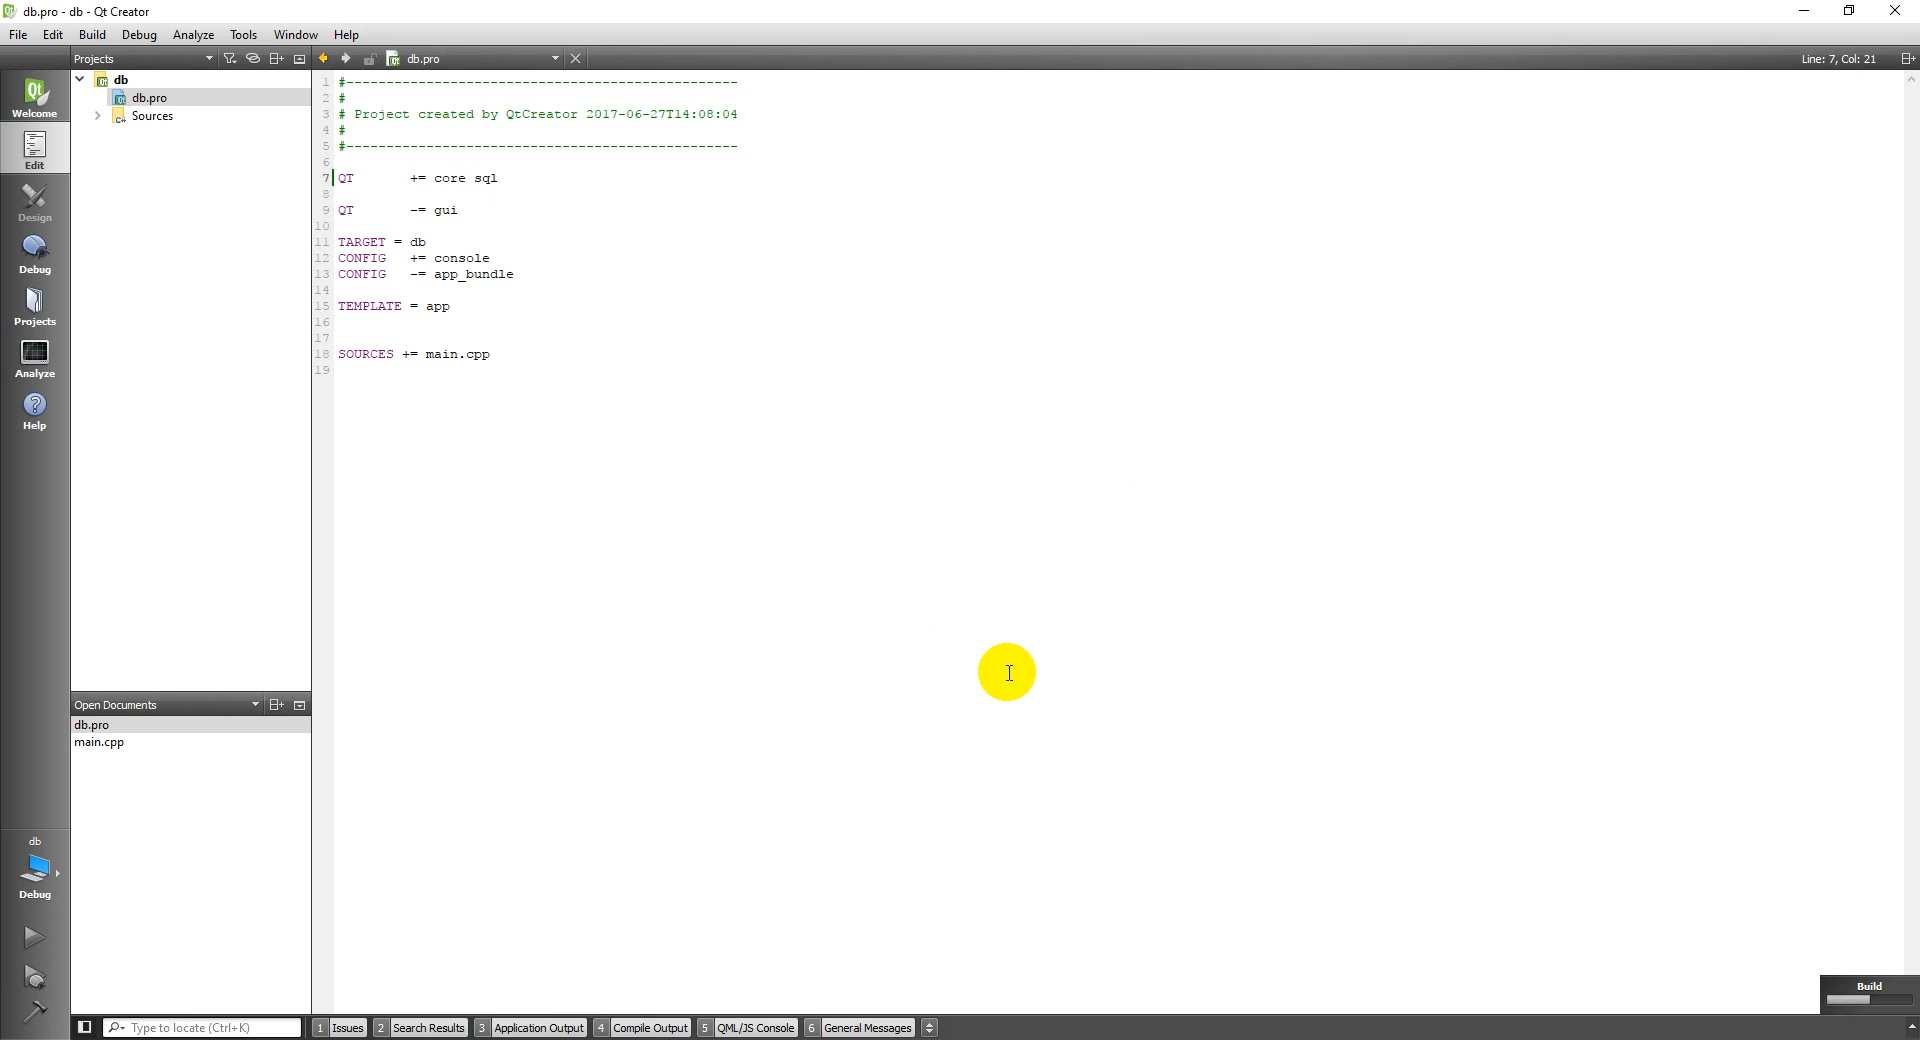 db.pro - db - Qt Creator
File Edit Build Debug Analyze Tools Window Help
Projects
db.pro
Line: 7, Col: 21
db
db.pro
Sources
Welcome
Edit
Design
Debug
Projects
Analyze
Help
1 #-------------------------------------------------
2 #
3 # Project created by QtCreator 2017-06-27T14:08:04
4 #
5 #-------------------------------------------------
6
7 QT       += core sql
8
9 QT       -= gui
10
11 TARGET = db
12 CONFIG   += console
13 CONFIG   -= app_bundle
14
15 TEMPLATE = app
16
17
18 SOURCES += main.cpp
19
Open Documents
db.pro
main.cpp
db
Debug
Build
Type to locate (Ctrl+K)
1 Issues 2 Search Results 3 Application Output 4 Compile Output 5 QML/JS Console 6 General Messages